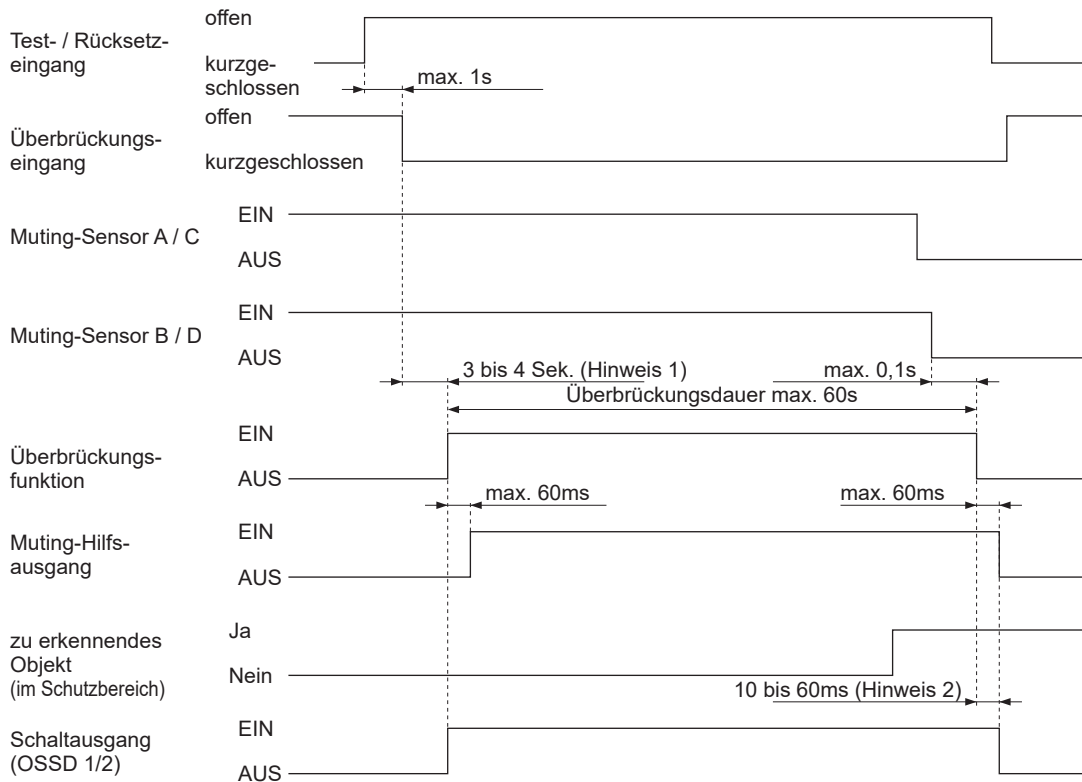 Test- / Rücksetz-
eingang
offen
kurzge-
schlossen
max. 1s
Überbrückungs-
eingang
offen
kurzgeschlossen
Muting-Sensor A / C
EIN
AUS
Muting-Sensor B / D
EIN
AUS
3 bis 4 Sek. (Hinweis 1)
max. 0,1s
Überbrückungsdauer max. 60s
Überbrückungs-
funktion
EIN
AUS
max. 60ms
max. 60ms
Muting-Hilfs-
ausgang
EIN
AUS
zu erkennendes
Objekt
(im Schutzbereich)
Ja
Nein
10 bis 60ms (Hinweis 2)
Schaltausgang
(OSSD 1/2)
EIN
AUS